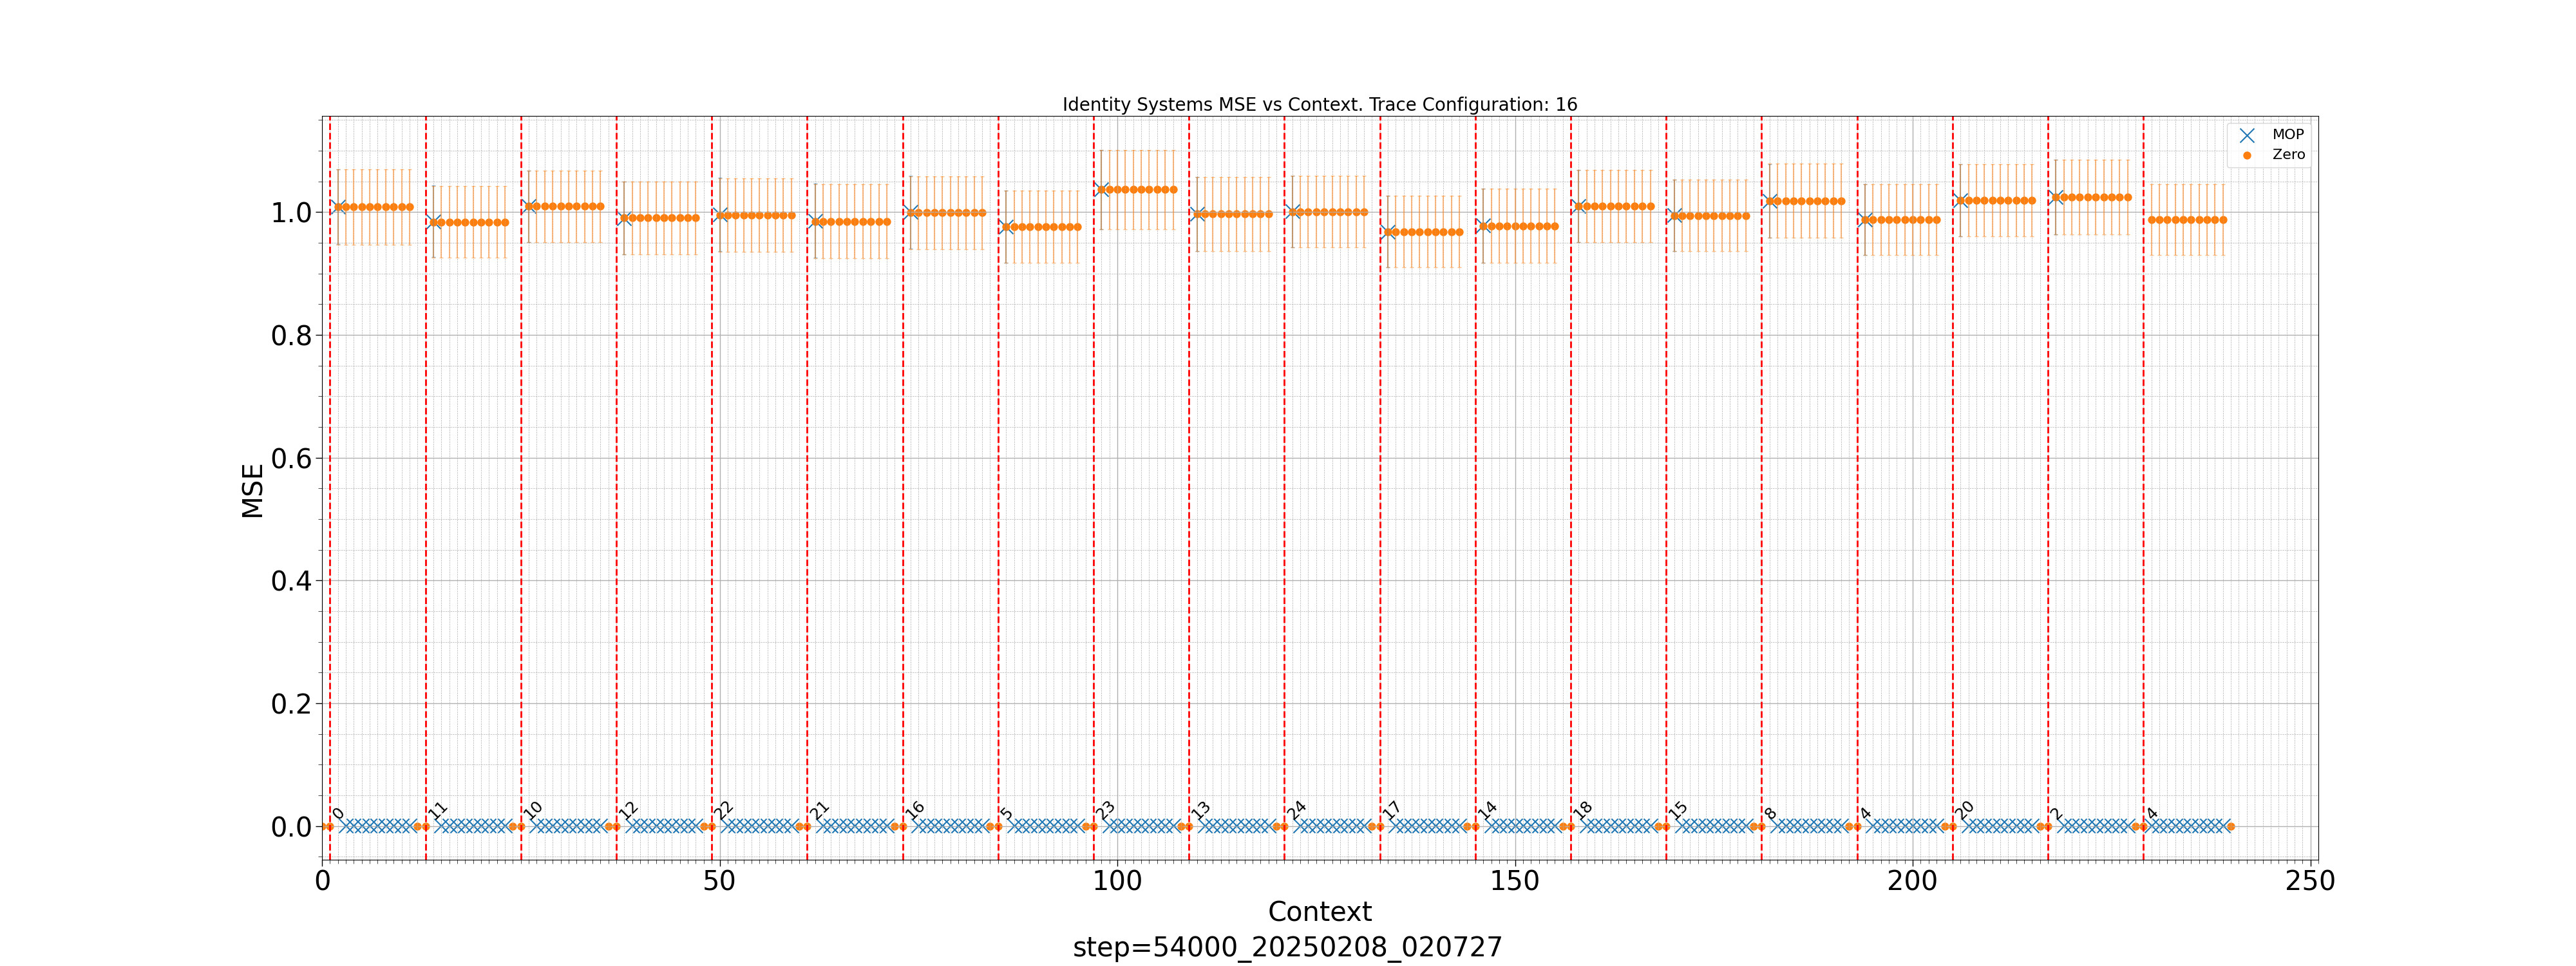 Identity Systems MSE vs Context. Trace Configuration: 16
MOP
Zero
1.0
0.8
0.6
0.4
0.2
0.0
MSE
0 11 10 12 22 21 16 5 23 13 24 17 14 18 15 8 4 20 2 4
0 50 100 150 200 250
Context
step=54000_20250208_020727